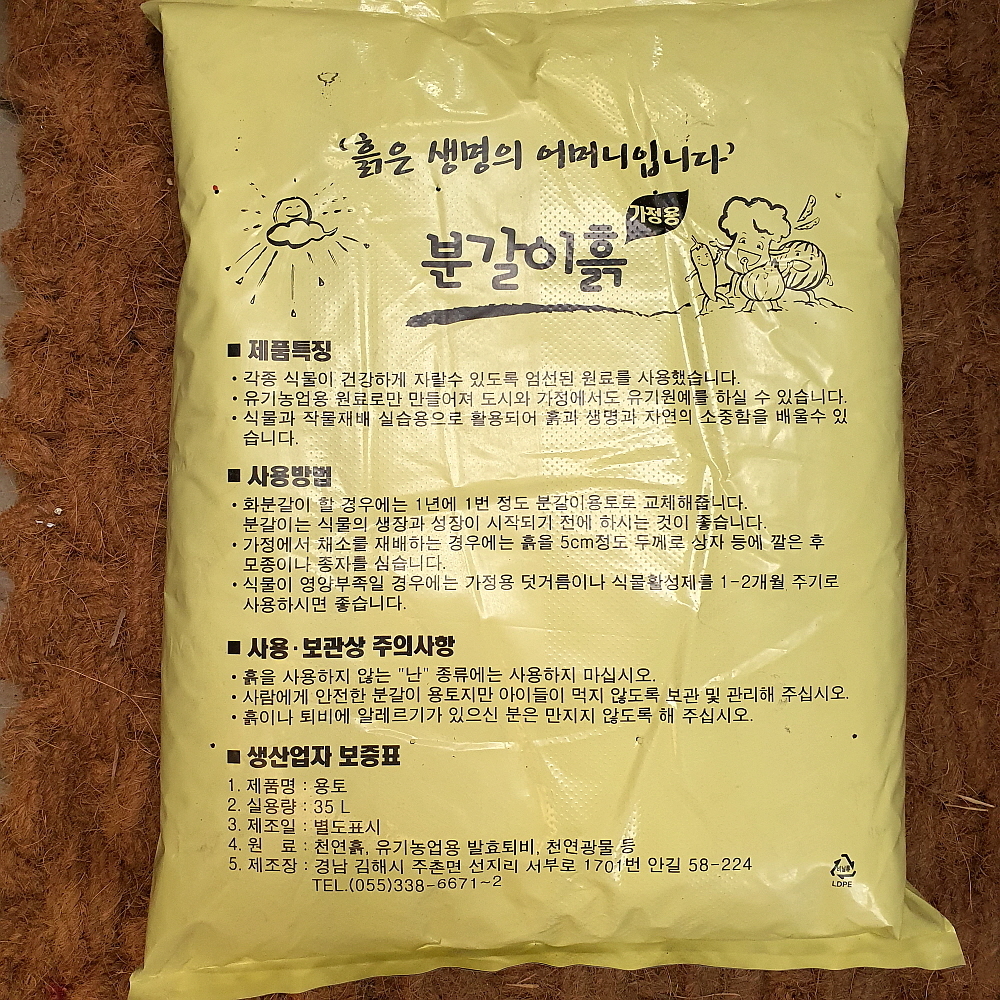 '흙은 생명의 어머니입니다'
가정용
분갈이흙
■ 제품특징
• 각종 식물이 건강하게 자랄수 있도록 엄선된 원료를 사용했습니다.
• 유기농업용 원료로만 만들어져 도시와 가정에서도 유기원예를 하실 수 있습니다.
• 식물과 작물재배 실습용으로 활용되어 흙과 생명과 자연의 소중함을 배울수 있
습니다.
■ 사용방법
• 화분갈이 할 경우에는 1년에 1번 정도 분갈이용토로 교체해줍니다.
분갈이는 식물의 생장과 성장이 시작되기 전에 하시는 것이 좋습니다.
• 가정에서 채소를 재배하는 경우에는 흙을 5cm정도 두께로 상자 등에 깔은 후
모종이나 종자를 심습니다.
• 식물이 영양부족일 경우에는 가정용 덧거름이나 식물활성제를 1-2개월 주기로
사용하시면 좋습니다.
■ 사용·보관상 주의사항
• 흙을 사용하지 않는 "난" 종류에는 사용하지 마십시오.
• 사람에게 안전한 분갈이 용토지만 아이들이 먹지 않도록 보관 및 관리해 주십시오.
• 흙이나 퇴비에 알레르기가 있으신 분은 만지지 않도록 해 주십시오.
■ 생산업자 보증표
1. 제품명 : 용토
2. 실용량 : 35 L
3. 제조일 : 별도표시
4. 원 료 : 천연흙, 유기농업용 발효퇴비, 천연광물 등
5. 제조장 : 경남 김해시 주촌면 선지리 서부로 1701번 안길 58-224
TEL.(055)338-6671~2
LDPE